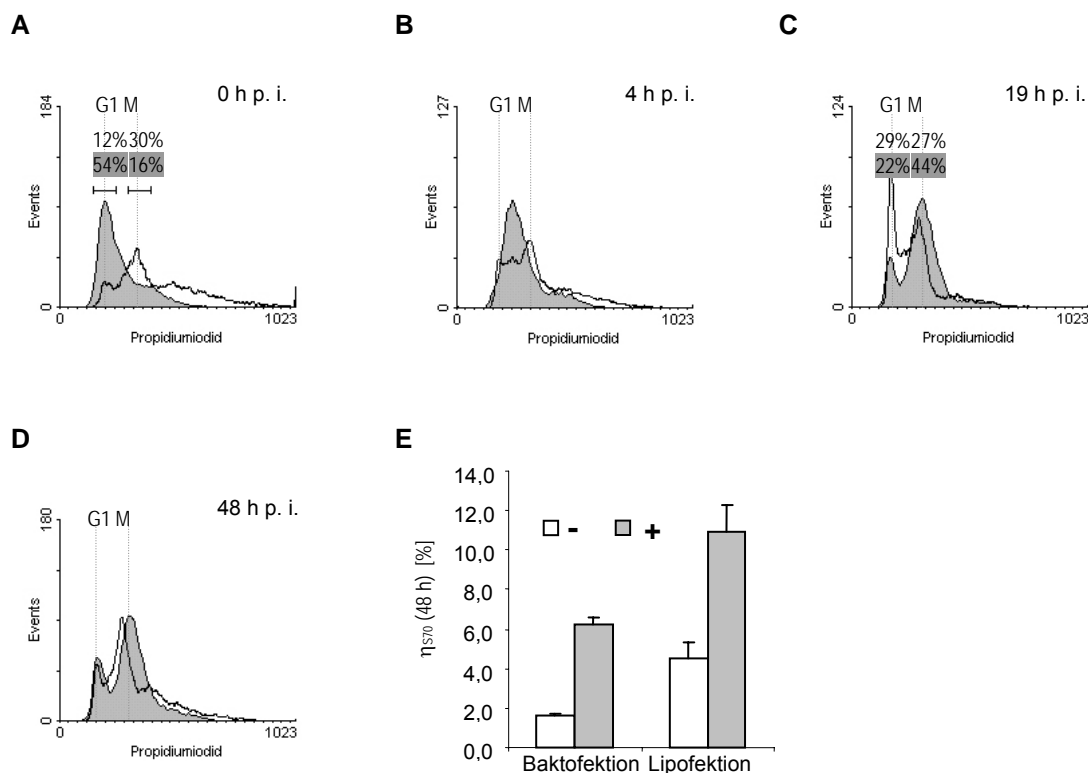 A
B
C
0 h p. i.
184
G1 M
12% 30%
54% 16%
Events
0
0
1023
Propidiumiodid
4 h p. i.
127
G1 M
Events
0
0
1023
Propidiumiodid
19 h p. i.
124
G1 M
29% 27%
22% 44%
Events
0
0
1023
Propidiumiodid
D
E
48 h p. i.
180
G1 M
Events
0
0
1023
Propidiumiodid
ηS70 (48 h) [%]
14,0
12,0
10,0
8,0
6,0
4,0
2,0
0,0
- +
Baktofektion Lipofektion